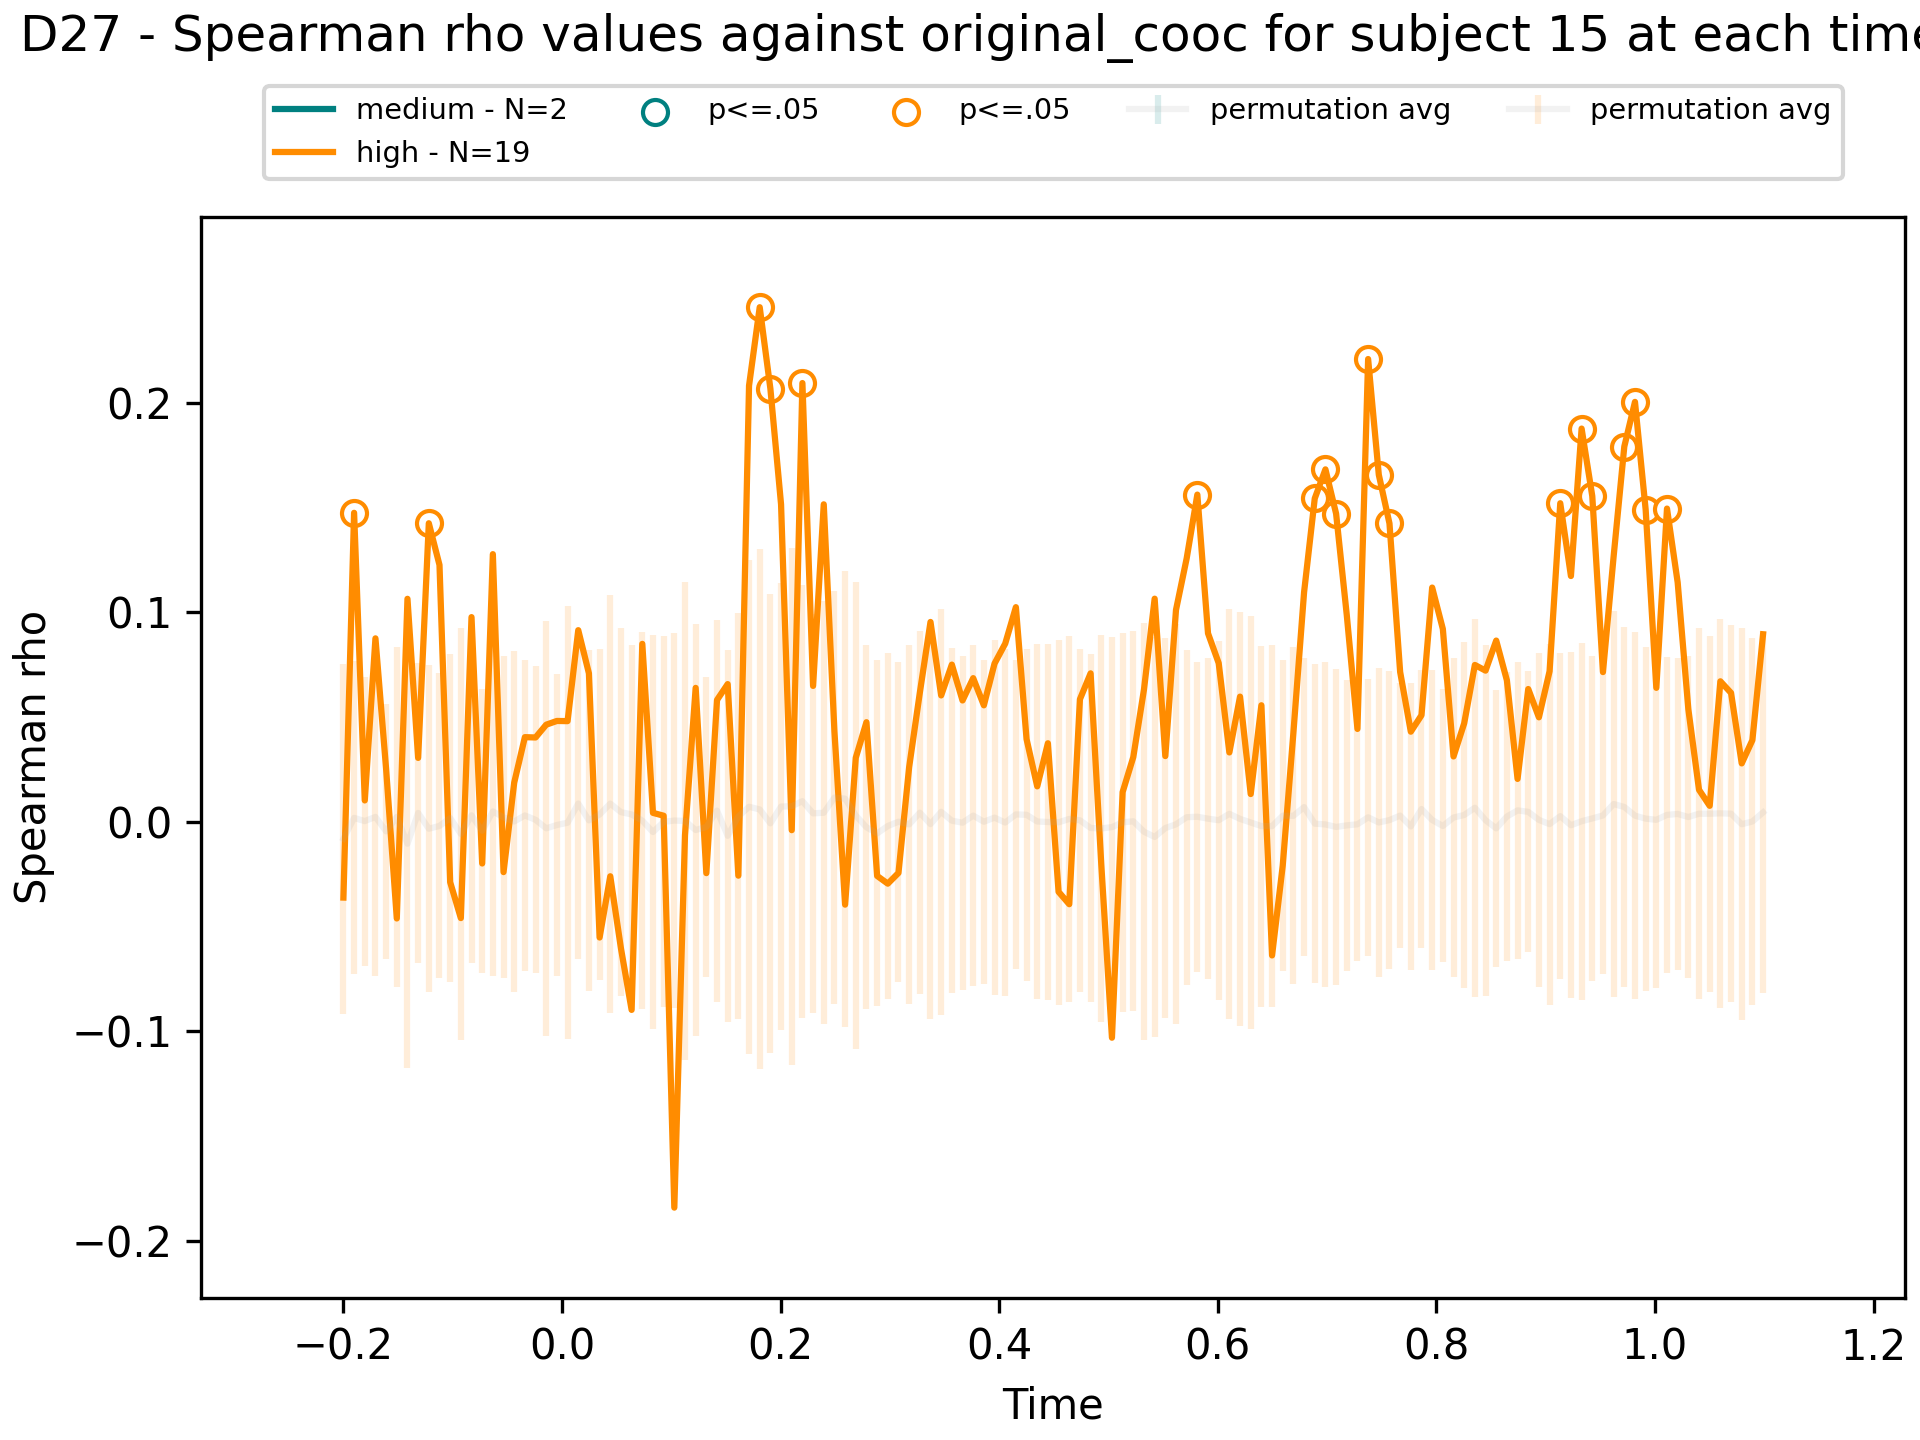 D27 - Spearman rho values against original_cooc for subject 15 at each time
medium - N=2
high - N=19
p<=.05
p<=.05
permutation avg
permutation avg
Spearman rho
0.2
0.1
0.0
−0.1
−0.2
−0.2 0.0 0.2 0.4 0.6 0.8 1.0 1.2
Time